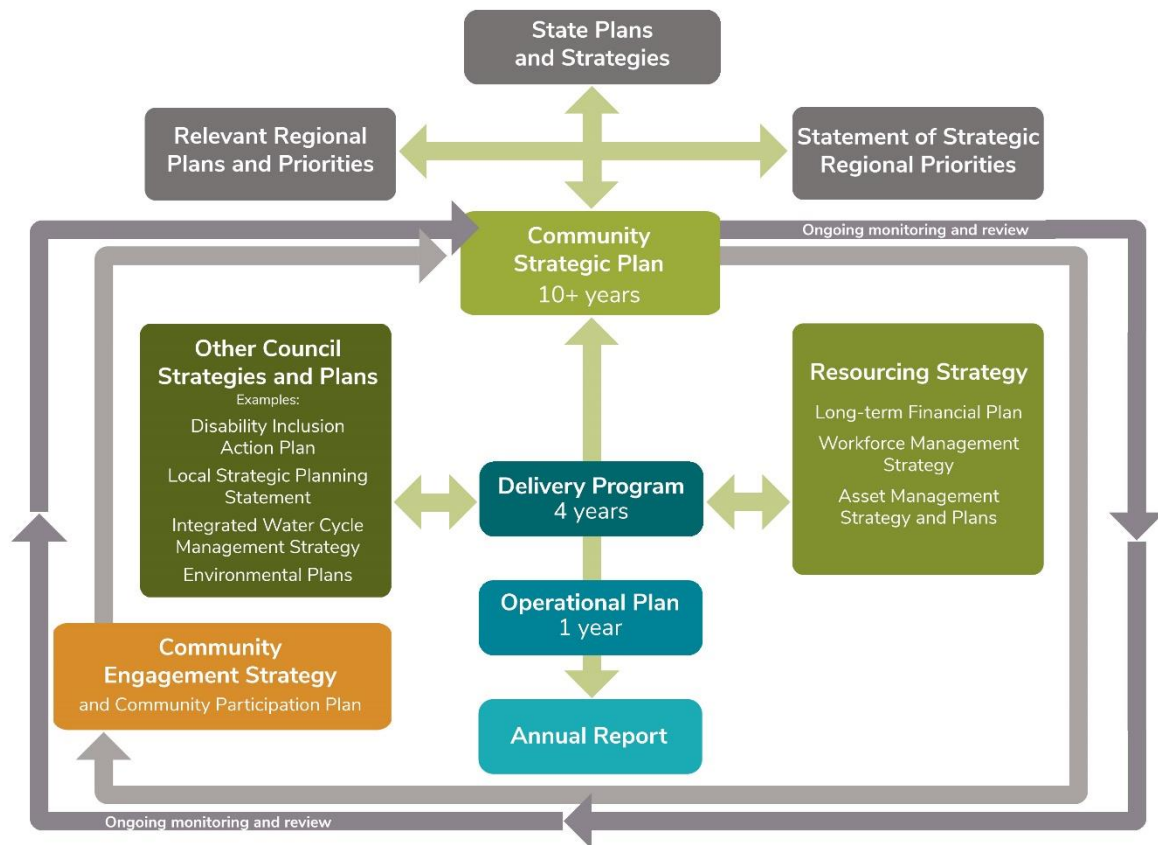 State Plans
and Strategies
Relevant Regional
Plans and Priorities
Statement of Strategic
Regional Priorities
Community
Strategic Plan
10+ years
Ongoing monitoring and review
Other Council
Strategies and Plans
Examples:
Disability Inclusion
Action Plan
Local Strategic Planning
Statement
Integrated Water Cycle
Management Strategy
Environmental Plans
Resourcing Strategy
Long-term Financial Plan
Workforce Management
Strategy
Asset Management
Strategy and Plans
Delivery Program
4 years
Operational Plan
1 year
Community
Engagement Strategy
and Community Participation Plan
Annual Report
Ongoing monitoring and review